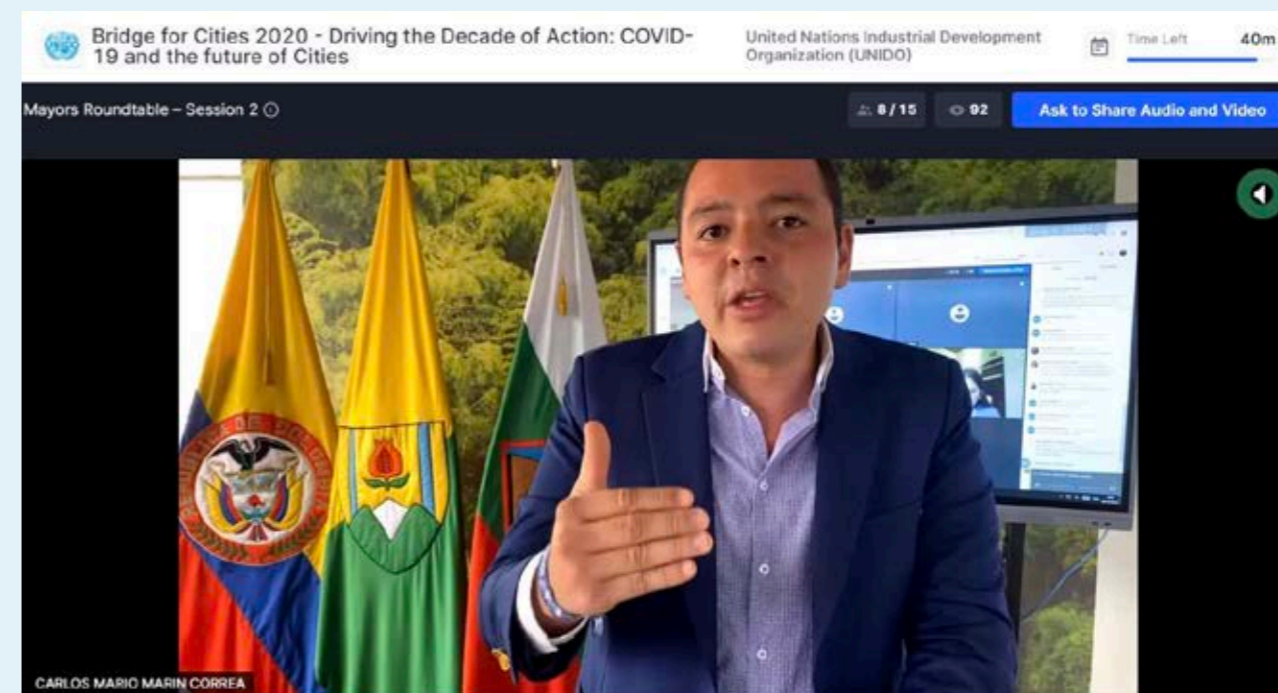 Bridge for Cities 2020 - Driving the Decade of Action: COVID-
19 and the future of Cities
United Nations Industrial Development
Organization (UNIDO)
Time Left 40m
Mayors Roundtable – Session 2
8 / 15
92
Ask to Share Audio and Video
CARLOS MARIO MARIN CORREA